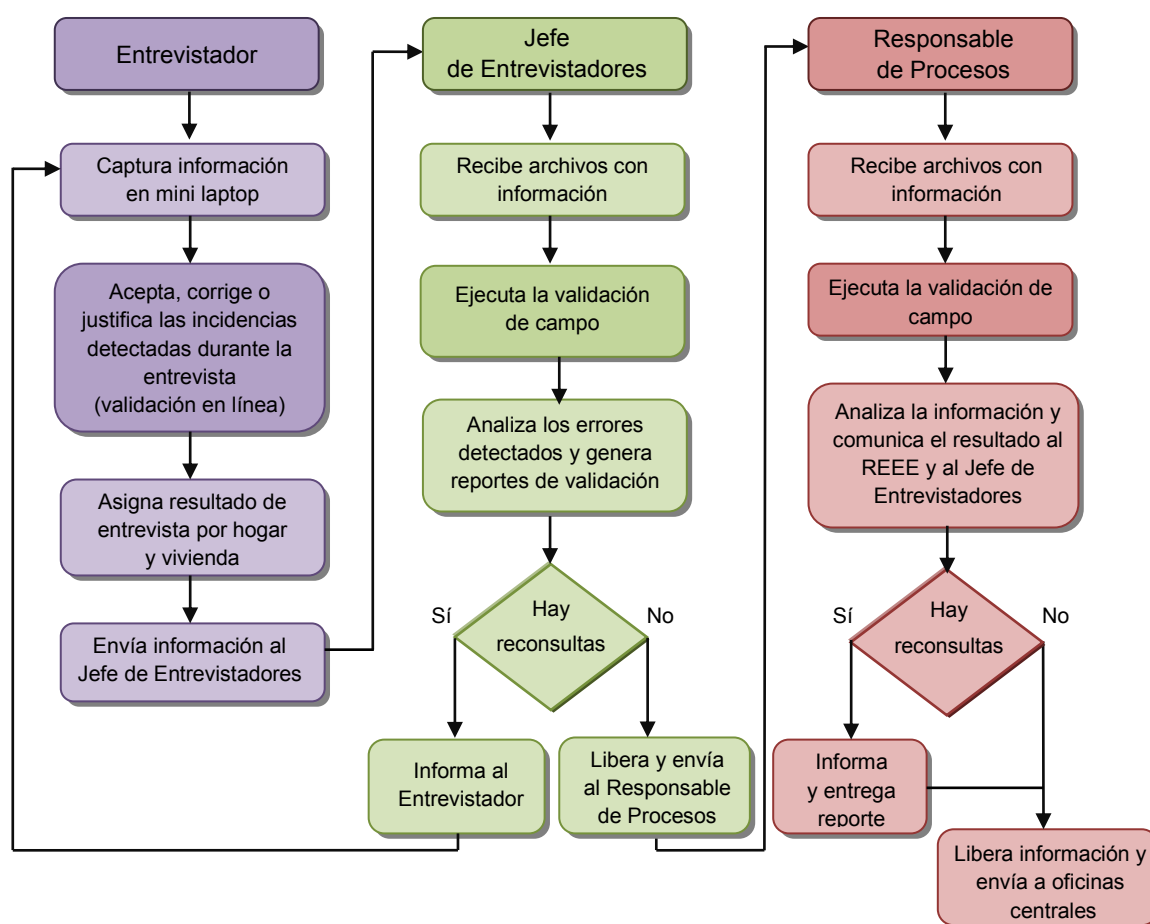 Entrevistador
Captura información
en mini laptop
Acepta, corrige o
justifica las incidencias
detectadas durante la
entrevista
(validación en línea)
Asigna resultado de
entrevista por hogar
y vivienda
Envía información al
Jefe de Entrevistadores
Jefe
de Entrevistadores
Recibe archivos con
información
Ejecuta la validación
de campo
Analiza los errores
detectados y genera
reportes de validación
Hay
reconsultas
Sí
No
Informa al
Entrevistador
Libera y envía
al Responsable
de Procesos
Responsable
de Procesos
Recibe archivos con
información
Ejecuta la validación de
campo
Analiza la información y
comunica el resultado al
REEE y al Jefe de
Entrevistadores
Hay
reconsultas
Sí
No
Informa
y entrega
reporte
Libera información y
envía a oficinas
centrales